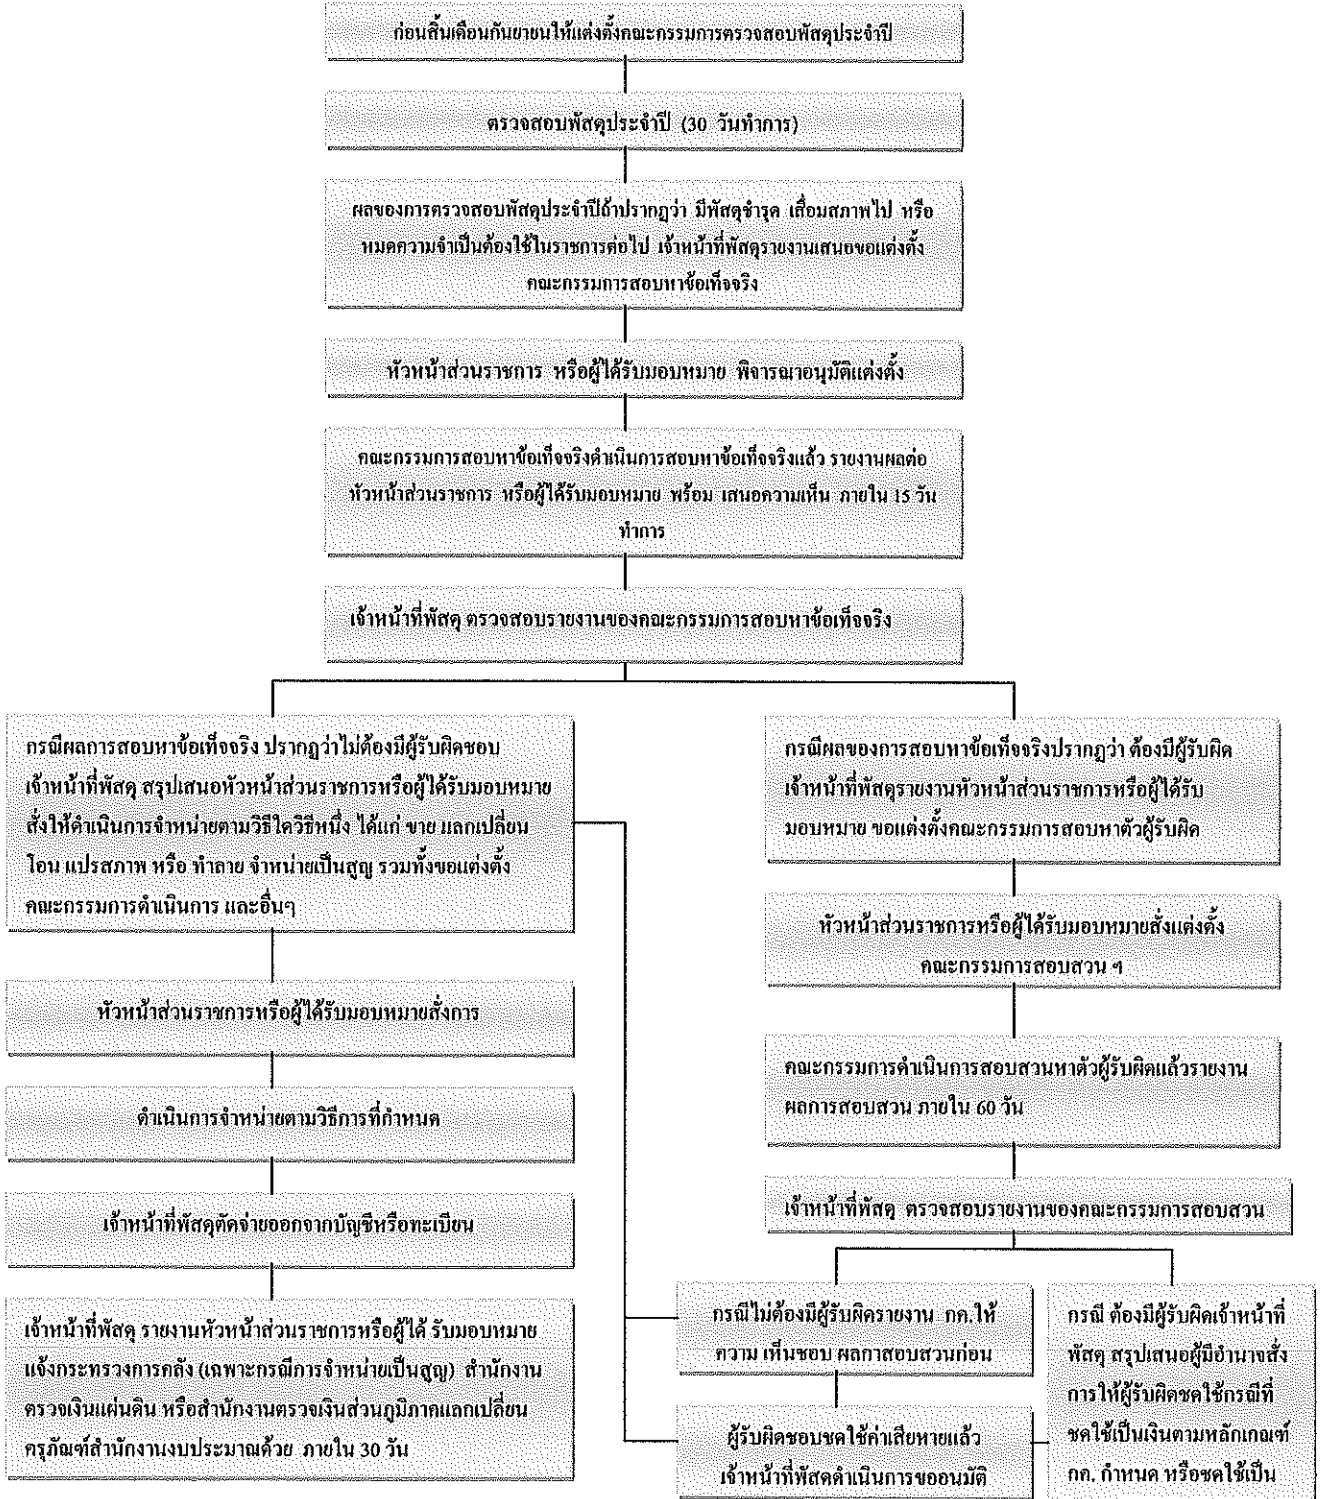 ก่อนสิ้นเดือนกันยายนให้แต่งตั้งคณะกรรมการตรวจสอบพัสดุประจำปี
ตรวจสอบพัสดุประจำปี (30 วันทำการ)
ผลของการตรวจสอบพัสดุประจำปีถ้าปรากฏว่า มีพัสดุชำรุด เสื่อมสภาพไป หรือ
หมดความจำเป็นต้องใช้ในราชการต่อไป เจ้าหน้าที่พัสดุรายงานเสนอขอแต่งตั้ง
คณะกรรมการสอบหาข้อเท็จจริง
หัวหน้าส่วนราชการ หรือผู้ได้รับมอบหมาย พิจารณาอนุมัติแต่งตั้ง
คณะกรรมการสอบหาข้อเท็จจริงดำเนินการสอบหาข้อเท็จจริงแล้ว รายงานผลต่อ
หัวหน้าส่วนราชการ หรือผู้ได้รับมอบหมาย พร้อม เสนอความเห็น ภายใน 15 วัน
ทำการ
เจ้าหน้าที่พัสดุ ตรวจสอบรายงานของคณะกรรมการสอบหาข้อเท็จจริง
กรณีผลการสอบหาข้อเท็จจริง ปรากฏว่าไม่ต้องมีผู้รับผิดชอบ
เจ้าหน้าที่พัสดุ สรุปเสนอหัวหน้าส่วนราชการหรือผู้ได้รับมอบหมาย
สั่งให้ดำเนินการจำหน่ายตามวิธีใดวิธีหนึ่ง ได้แก่ ขาย แลกเปลี่ยน
โอน แปรสภาพ หรือ ทำลาย จำหน่ายเป็นสูญ รวมทั้งขอแต่งตั้ง
คณะกรรมการดำเนินการ และอื่นๆ
หัวหน้าส่วนราชการหรือผู้ได้รับมอบหมายสั่งการ
ดำเนินการจำหน่ายตามวิธีการที่กำหนด
เจ้าหน้าที่พัสดุตัดจ่ายออกจากบัญชีหรือทะเบียน
เจ้าหน้าที่พัสดุ รายงานหัวหน้าส่วนราชการหรือผู้ได้ รับมอบหมาย
แจ้งกระทรวงการคลัง (เฉพาะกรณีการจำหน่ายเป็นสูญ) สำนักงาน
ตรวจเงินแผ่นดิน หรือสำนักงานตรวจเงินส่วนภูมิภาคแลกเปลี่ยน
ครุภัณฑ์สำนักงานงบประมาณด้วย ภายใน 30 วัน
กรณีผลของการสอบหาข้อเท็จจริงปรากฏว่า ต้องมีผู้รับผิด
เจ้าหน้าที่พัสดุรายงานหัวหน้าส่วนราชการหรือผู้ได้รับ
มอบหมาย ขอแต่งตั้งคณะกรรมการสอบหาตัวผู้รับผิด
หัวหน้าส่วนราชการหรือผู้ได้รับมอบหมายสั่งแต่งตั้ง
คณะกรรมการสอบสวน ฯ
คณะกรรมการดำเนินการสอบสวนหาตัวผู้รับผิดแล้วรายงาน
ผลการสอบสวน ภายใน 60 วัน
เจ้าหน้าที่พัสดุ ตรวจสอบรายงานของคณะกรรมการสอบสวน
กรณีไม่ต้องมีผู้รับผิดรายงาน กค.ให้
ความ เห็นชอบ ผลกาสอบสวนก่อน
ผู้รับผิดชอบชดใช้ค่าเสียหายแล้ว
เจ้าหน้าที่พัสดุดำเนินการขออนุมัติ
กรณี ต้องมีผู้รับผิดเจ้าหน้าที่
พัสดุ สรุปเสนอผู้มีอำนาจสั่ง
การให้ผู้รับผิดชดใช้กรณีที่
ชดใช้เป็นเงินตามหลักเกณฑ์
กค. กำหนด หรือชดใช้เป็น